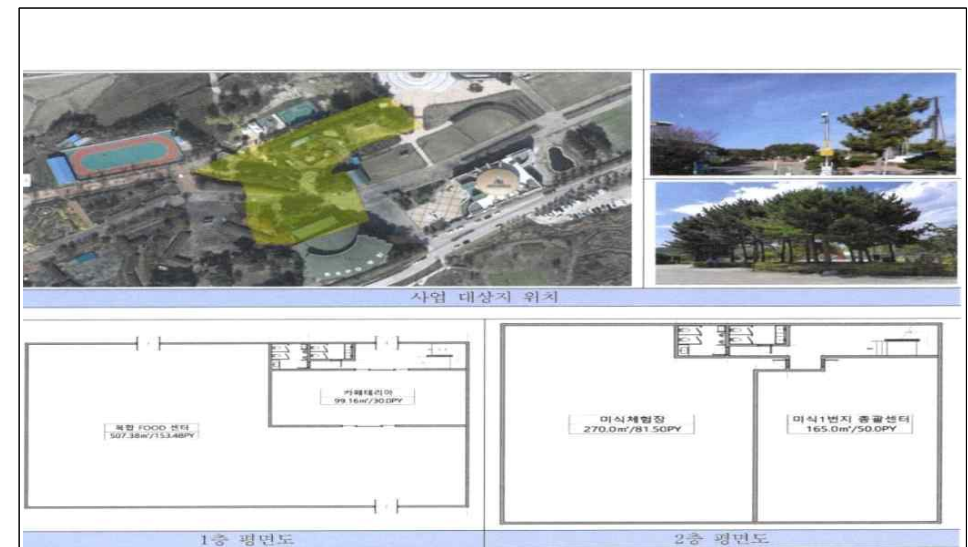 사업 대상지 위치
카페테리아
99.16㎡/30.0PY
복합 FOOD 센터
507.38㎡/153.48PY
미식체험장
270.0㎡/81.50PY
미식1번지 총괄센터
165.0㎡/50.0PY
1층 평면도
2층 평면도